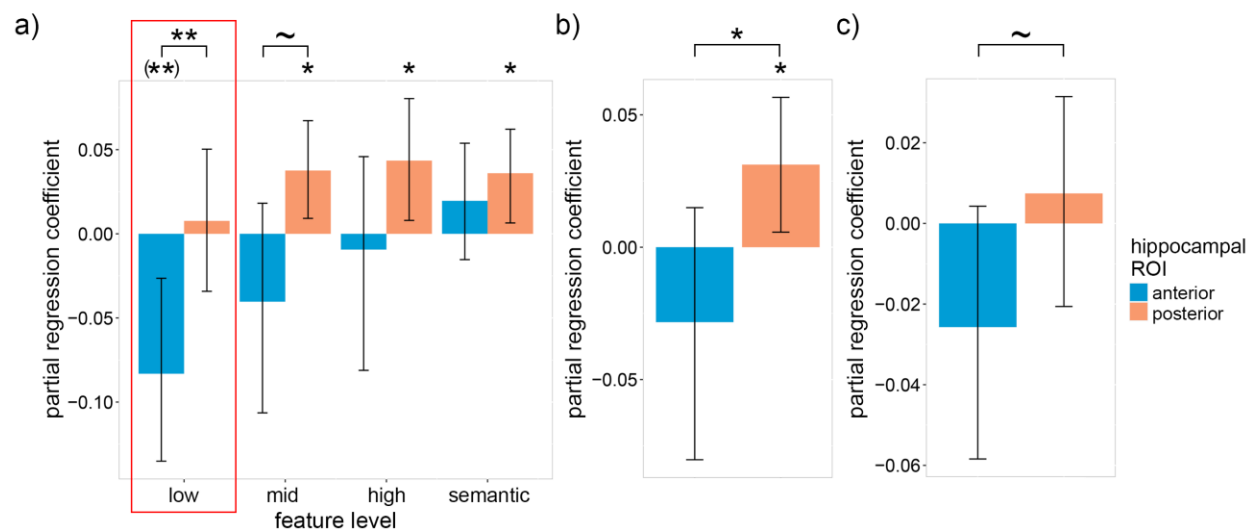 a)
**
(**)
~
*
*
*
partial regression coefficient
0.05
0.00
−0.05
−0.10
low
mid
high
semantic
feature level
b)
*
*
partial regression coefficient
0.05
0.00
−0.05
c)
~
partial regression coefficient
0.02
0.00
−0.02
−0.04
−0.06
hippocampal
ROI
anterior
posterior